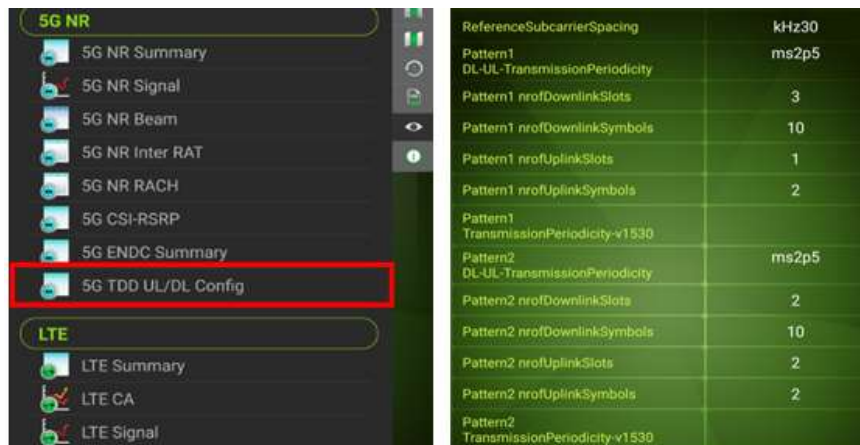 5G NR
5G NR Summary
5G NR Signal
5G NR Beam
5G NR Inter RAT
5G NR RACH
5G CSI-RSRP
5G ENDC Summary
5G TDD UL/DL Config
LTE
LTE Summary
LTE CA
LTE Signal
ReferenceSubcarrierSpacing kHz30
Pattern1
DL-UL-TransmissionPeriodicity ms2p5
Pattern1 nrofDownlinkSlots 3
Pattern1 nrofDownlinkSymbols 10
Pattern1 nrofUplinkSlots 1
Pattern1 nrofUplinkSymbols 2
Pattern1
TransmissionPeriodicity-v1530
Pattern2
DL-UL-TransmissionPeriodicity ms2p5
Pattern2 nrofDownlinkSlots 2
Pattern2 nrofDownlinkSymbols 10
Pattern2 nrofUplinkSlots 2
Pattern2 nrofUplinkSymbols 2
Pattern2
TransmissionPeriodicity-v1530